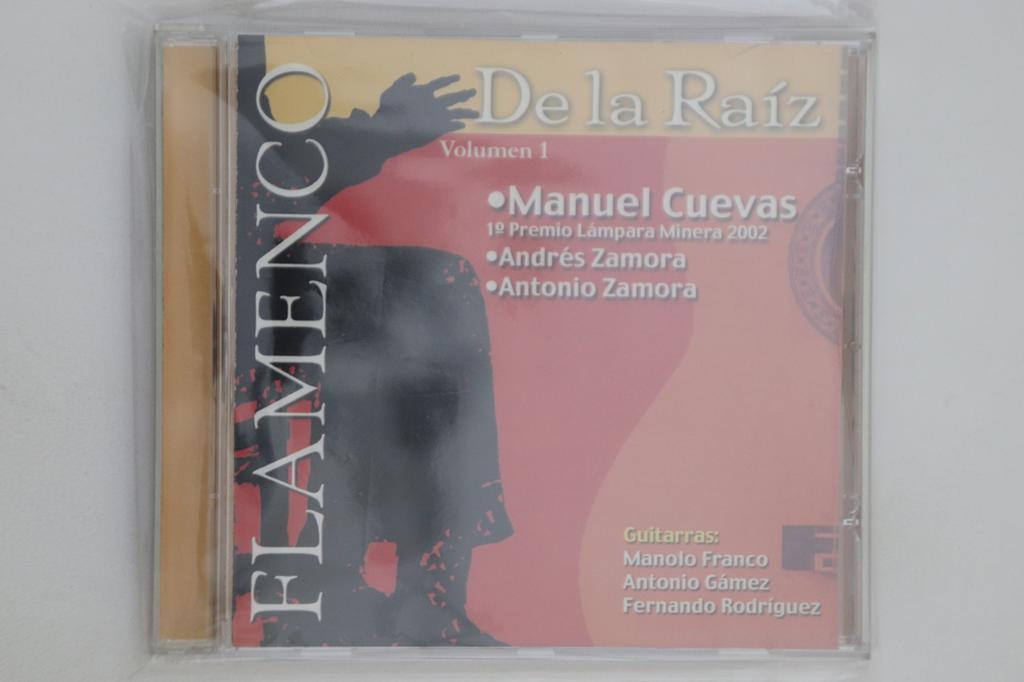 FLAMENCO
De la Raíz
Volumen 1
•Manuel Cuevas
1º Premio Lámpara Minera 2002
•Andrés Zamora
•Antonio Zamora
Guitarras:
Manolo Franco
Antonio Gámez
Fernando Rodríguez